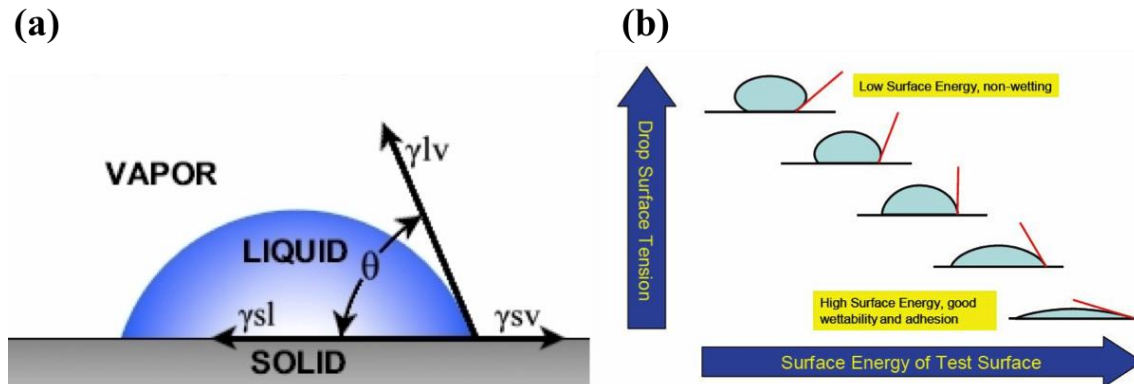 (a)
VAPOR
γlv
LIQUID
θ
γsl
γsv
SOLID
(b)
Drop Surface Tension
Low Surface Energy, non-wetting
High Surface Energy, good
wettability and adhesion
Surface Energy of Test Surface